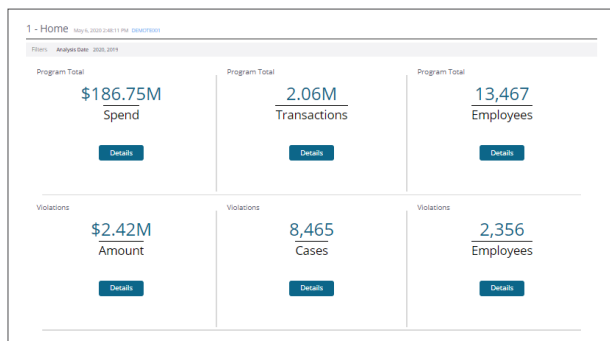 1 - Home May 6, 2020 2:48:11 PM DEMOTEED
Filters Analysis Date 2020, 2019
Program Total Program Total Program Total
$186.75M 2.06M 13,467
Spend Transactions Employees
Details Details Details
Violations Violations Violations
$2.42M 8,465 2,356
Amount Cases Employees
Details Details Details